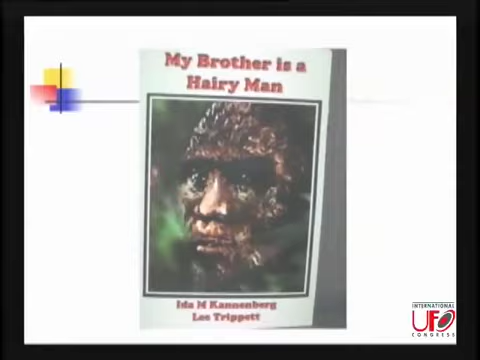 My Brother is a
Hairy Man
Ida M Kannenberg
Lee Trippett
INTERNATIONAL
UFO
CONGRESS